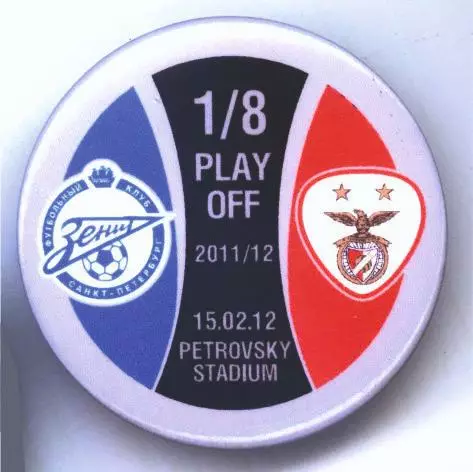 1/8
PLAY
OFF
2011/12
15.02.12
PETROVSKY
STADIUM
ФУТБОЛЬНЫЙ КЛУБ
Зенит
САНКТ-ПЕТЕРБУРГ